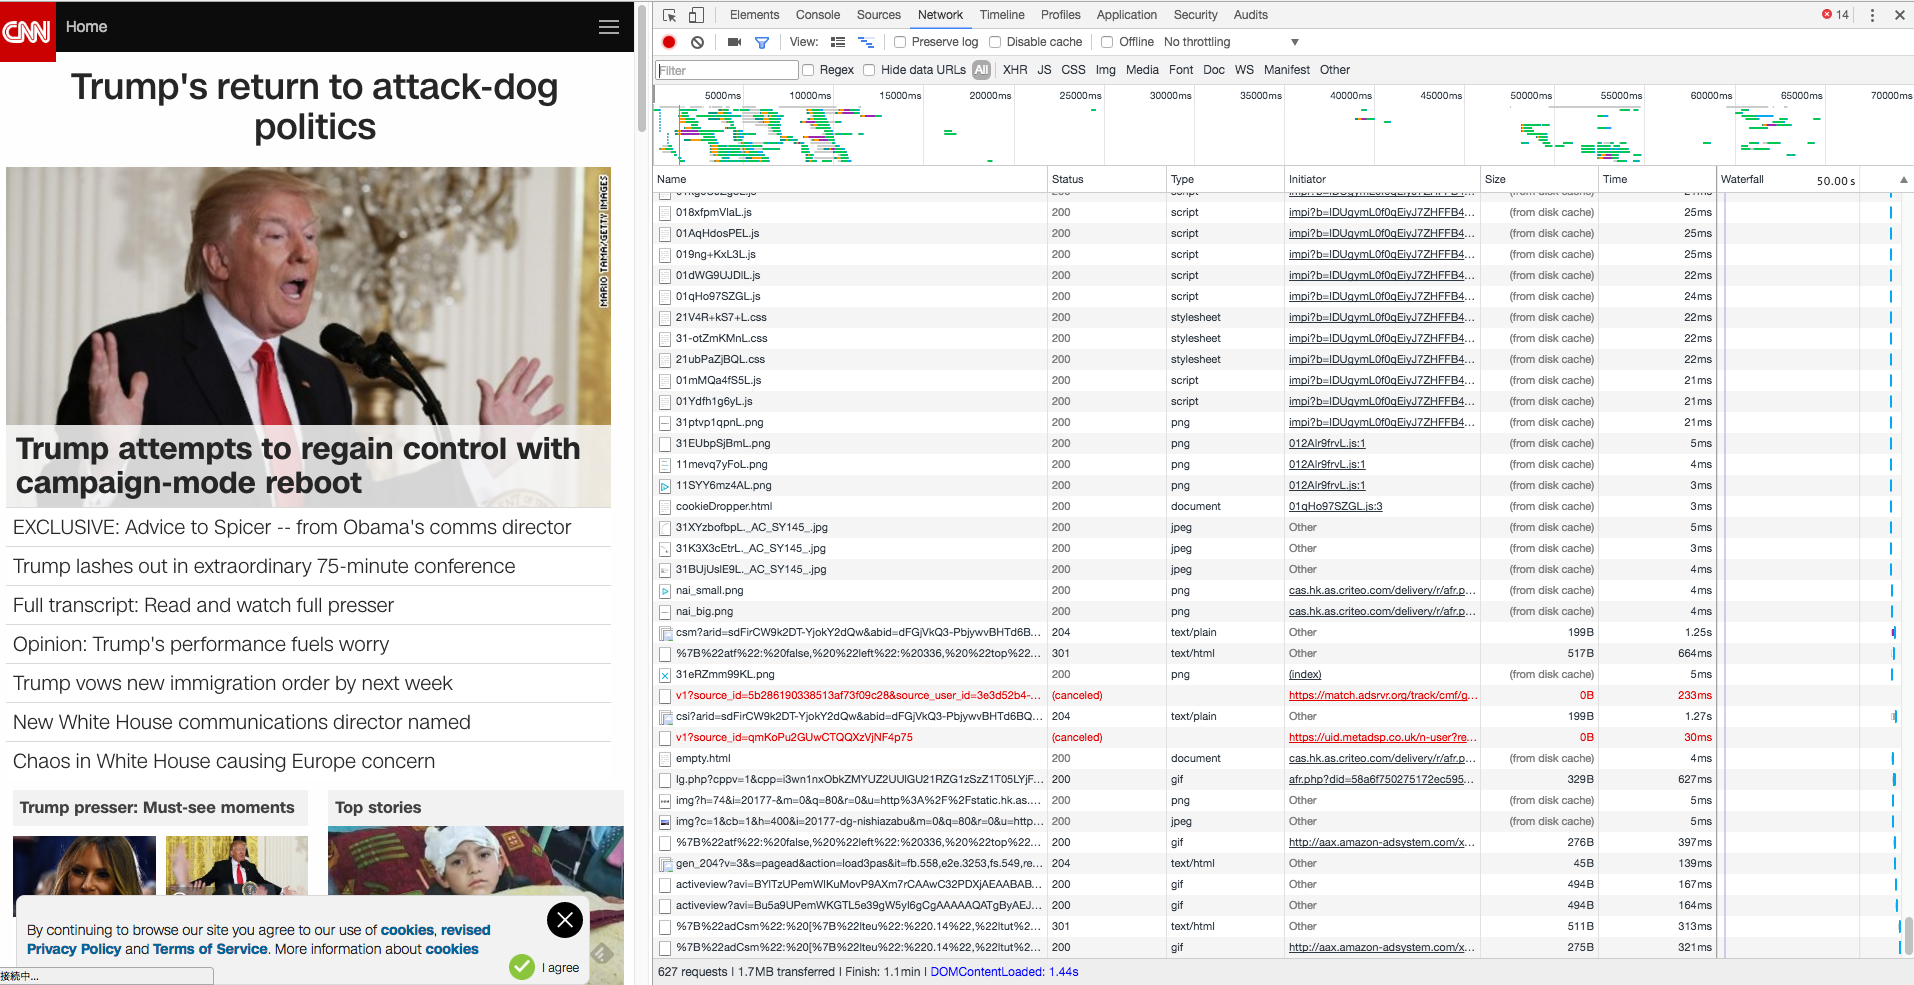 CNN
Home
Trump's return to attack-dog
politics
MARIO TAMA/GETTY IMAGES
Trump attempts to regain control with
campaign-mode reboot
EXCLUSIVE: Advice to Spicer -- from Obama's comms director
Trump lashes out in extraordinary 75-minute conference
Full transcript: Read and watch full presser
Opinion: Trump's performance fuels worry
Trump vows new immigration order by next week
New White House communications director named
Chaos in White House causing Europe concern
Trump presser: Must-see moments
Top stories
By continuing to browse our site you agree to our use of cookies, revised
Privacy Policy and Terms of Service. More information about cookies
I agree
接続中...
Elements Console Sources Network Timeline Profiles Application Security Audits 14
View: Preserve log Disable cache Offline No throttling
Filter Regex Hide data URLs All XHR JS CSS Img Media Font Doc WS Manifest Other
5000ms 10000ms 15000ms 20000ms 25000ms 30000ms 35000ms 40000ms 45000ms 50000ms 55000ms 60000ms 65000ms 70000ms
Name Status Type Initiator Size Time Waterfall 50.00 s
018xfpmVlaL.js 200 script impl?b=IDUgymL0f0qEiyJ7ZHFFB4... (from disk cache) 25ms
01AqHdosPEL.js 200 script (from disk cache) 25ms
019ng+KxL3L.js 200 script (from disk cache) 25ms
01dWG9UJDlL.js 200 script (from disk cache) 22ms
01qHo97SZGL.js 200 script (from disk cache) 24ms
21V4R+kS7+L.css 200 stylesheet (from disk cache) 22ms
31-otZmKMnL.css 200 stylesheet (from disk cache) 22ms
21ubPaZjBQL.css 200 stylesheet (from disk cache) 22ms
01mMQa4fS5L.js 200 script (from disk cache) 21ms
01Ydfh1g6yL.js 200 script (from disk cache) 21ms
31ptvp1qpnL.png 200 png (from disk cache) 21ms
31EUbpSjBmL.png 200 png 012Alr9frvL.js:1 (from disk cache) 5ms
11mevq7yFoL.png 200 png 012Alr9frvL.js:1 (from disk cache) 4ms
11SYY6mz4AL.png 200 png 012Alr9frvL.js:1 (from disk cache) 3ms
cookieDropper.html 200 document 01qHo97SZGL.js:3 (from disk cache) 3ms
31XYzbofbpL._AC_SY145_.jpg 200 jpeg Other (from disk cache) 5ms
31K3X3cEtrL._AC_SY145_.jpg 200 jpeg Other (from disk cache) 3ms
31BUjUslE9L._AC_SY145_.jpg 200 jpeg Other (from disk cache) 4ms
nai_small.png 200 png cas.hk.as.criteo.com/delivery/r/afr.p... (from disk cache) 4ms
nai_big.png 200 png cas.hk.as.criteo.com/delivery/r/afr.p... (from disk cache) 4ms
csm?arid=sdFirCW9k2DT-YjokY2dQw&abid=dFGjVkQ3-PbjywvBHTd6B... 204 text/plain Other 199B 1.25s
%7B%22atf%22:%20false,%20%22left%22:%20336,%20%22top%22... 301 text/html Other 517B 664ms
31eRZmm99KL.png 200 png (index) (from disk cache) 5ms
v1?source_id=5b286190338513af73f09c28&source_user_id=3e3d52b4-... (canceled) https://match.adsrvr.org/track/cmf/g... 0B 233ms
csi?arid=sdFirCW9k2DT-YjokY2dQw&abid=dFGjVkQ3-PbjywvBHTd6BQ... 204 text/plain Other 199B 1.27s
v1?source_id=qmKoPu2GUwCTQQXzVjNF4p75 (canceled) https://uid.metadsp.co.uk/n-user?re... 0B 30ms
empty.html 200 document cas.hk.as.criteo.com/delivery/r/afr.p... (from disk cache) 4ms
lg.php?cppv=1&cpp=i3wn1nxObkZMYUZ2UUlGU21RZG1zSzZ1T05LYjF... 200 gif afr.php?did=58a6f750275172ec595... 329B 627ms
img?h=74&i=20177-&m=0&q=80&r=0&u=http%3A%2F%2Fstatic.hk.as.... 200 png Other (from disk cache) 5ms
img?c=1&cb=1&h=400&i=20177-dg-nishiazabu&m=0&q=80&r=0&u=http... 200 jpeg Other (from disk cache) 5ms
%7B%22atf%22:%20false,%20%22left%22:%20336,%20%22top%22... 200 gif http://aax.amazon-adsystem.com/x... 276B 397ms
gen_204?v=3&s=pagead&action=load3pas&it=fb.558,e2e.3253,fs.549,re... 204 text/html Other 45B 139ms
activeview?avi=BYlTzUPemWIKuMovP9AXm7rCAAwC32PDXjAEAABAB... 200 gif Other 494B 167ms
activeview?avi=Bu5a9UPemWKGTL5e39gW5yI6gCgAAAAAQATgByAEJ... 200 gif Other 494B 164ms
%7B%22adCsm%22:%20[%7B%22lteu%22:%220.14%22,%22ltut%22:... 301 text/html Other 511B 313ms
%7B%22adCsm%22:%20[%7B%22lteu%22:%220.14%22,%22ltut%22:... 200 gif http://aax.amazon-adsystem.com/x... 275B 321ms
627 requests | 1.7MB transferred | Finish: 1.1min | DOMContentLoaded: 1.44s